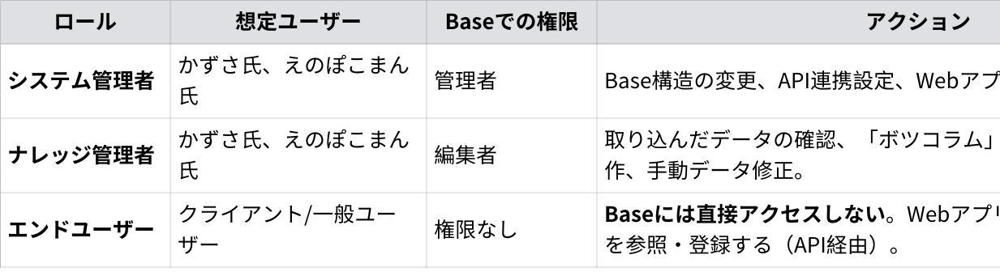 ロール 想定ユーザー Baseでの権限 アクション
システム管理者 かずさ氏、えのぽこまん
氏 管理者 Base構造の変更、API連携設定、Webアプ
ナレッジ管理者 かずさ氏、えのぽこまん
氏 編集者 取り込んだデータの確認、「ボツコラム」
作、手動データ修正。
エンドユーザー クライアント/一般ユー
ザー 権限なし Baseには直接アクセスしない。Webアプリ
を参照・登録する（API経由）。